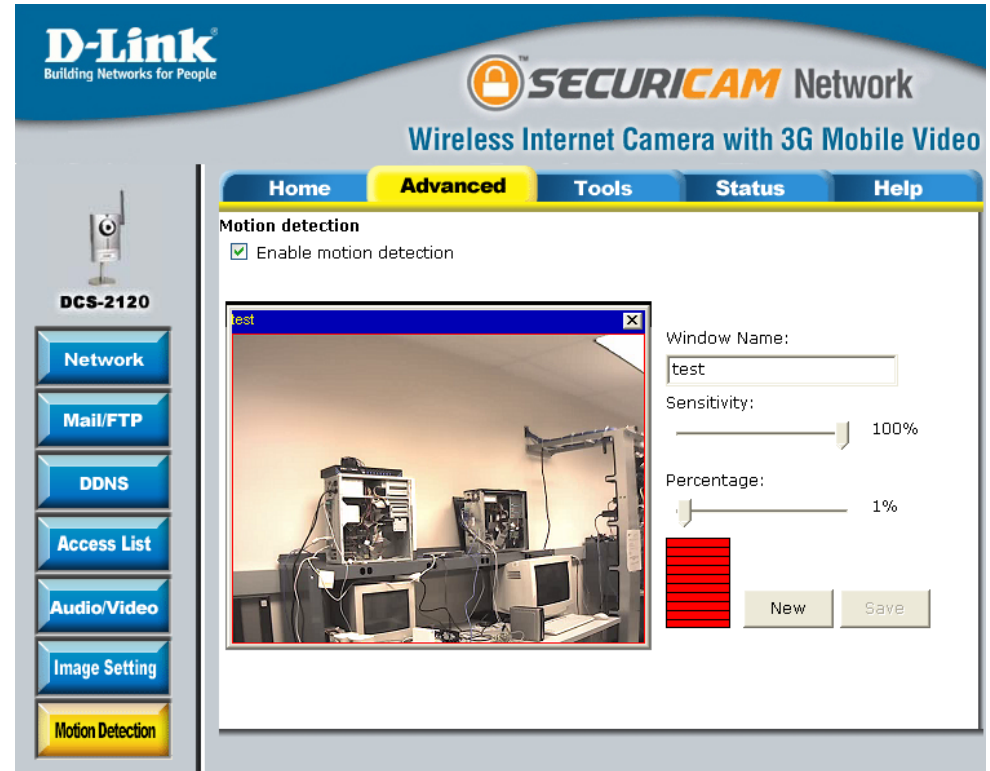 D-Link
Building Networks for People
SECURICAM Network
™
Wireless Internet Camera with 3G Mobile Video
Home Advanced Tools Status Help
DCS-2120
Network
Mail/FTP
DDNS
Access List
Audio/Video
Image Setting
Motion Detection
Motion detection
Enable motion detection
test
Window Name:
test
Sensitivity:
100%
Percentage:
1%
New Save